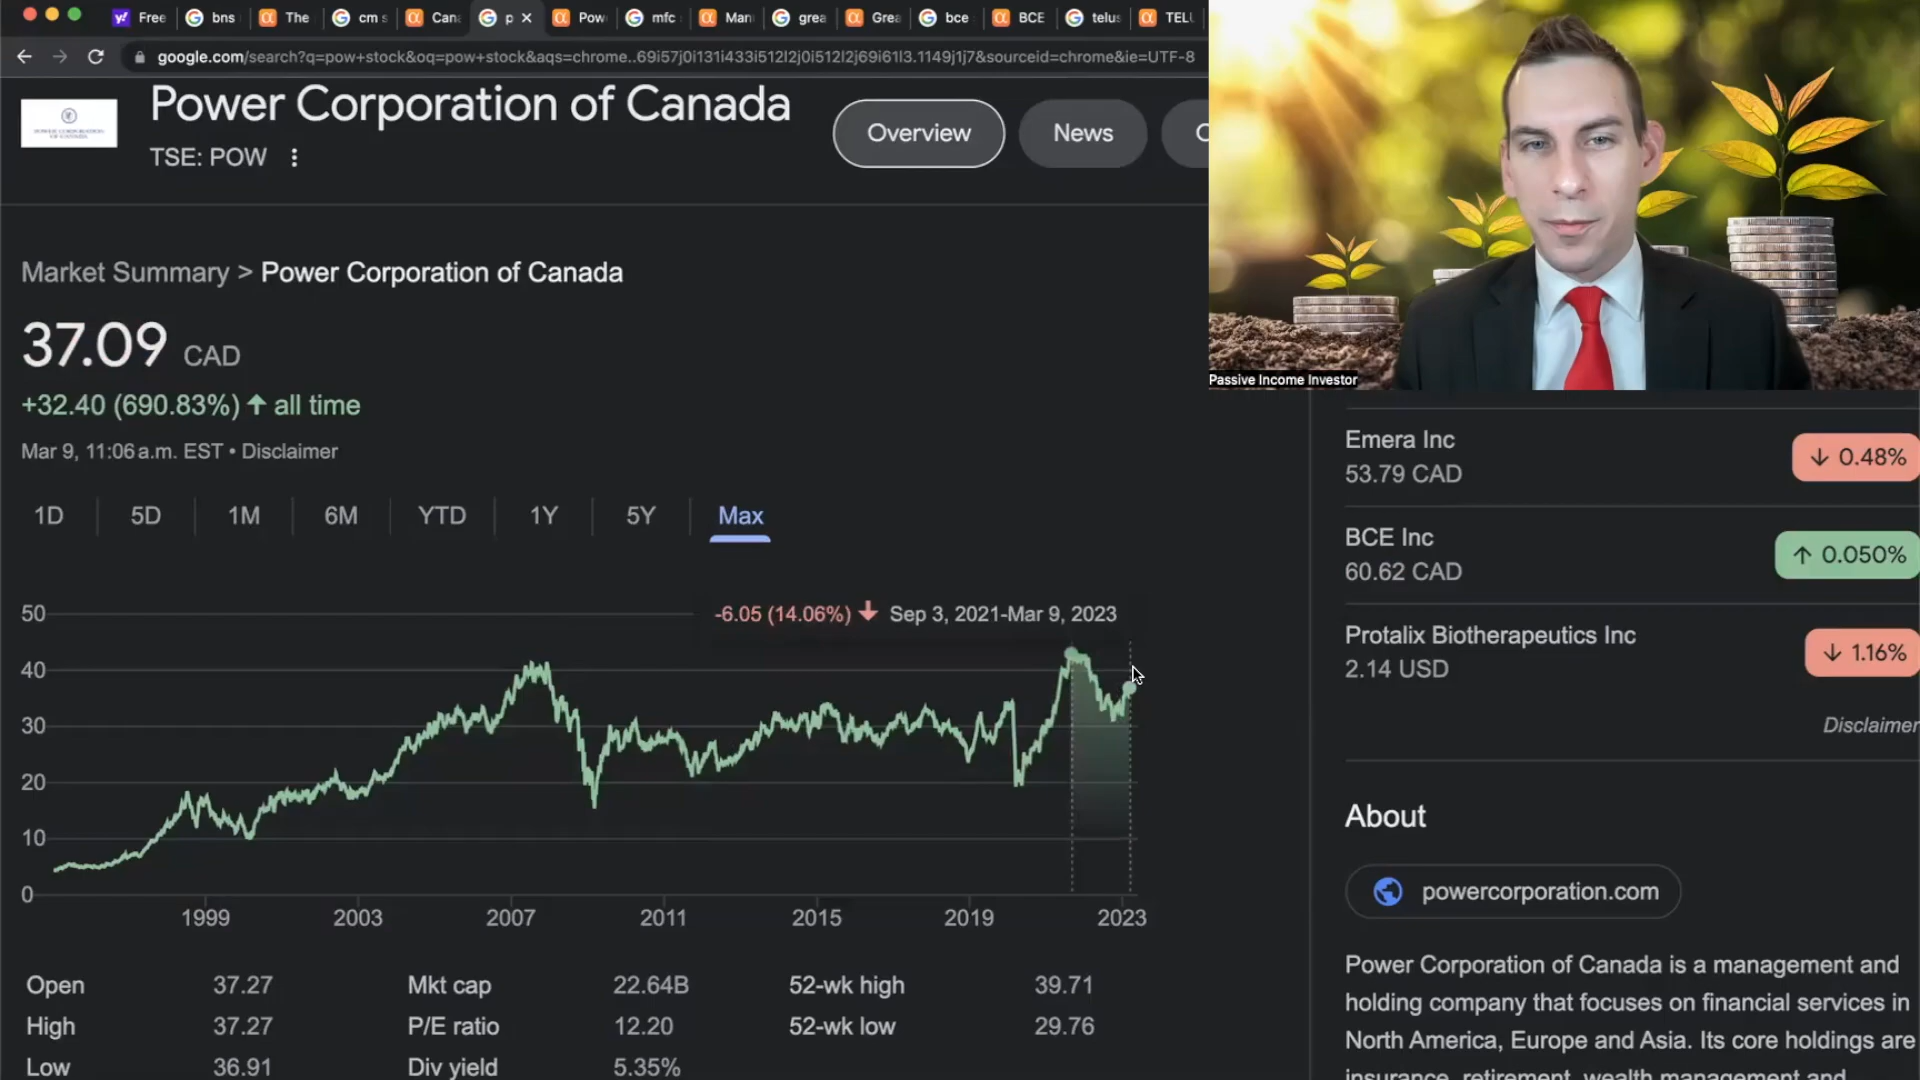 Free
bns
The
cm s
Can
p
Pow
mfc
Man
grea
Grea
bce
BCE
telus
TELU
google.com/search?q=pow+stock&oq=pow+stock&aqs=chrome..69i57j0i131i433i512l2j0i512l2j69i61l3.1149j1j7&sourceid=chrome&ie=UTF-8
Power Corporation of Canada
TSE: POW
Overview
News
Market Summary > Power Corporation of Canada
37.09 CAD
+32.40 (690.83%) ↑ all time
Mar 9, 11:06 a.m. EST • Disclaimer
1D 5D 1M 6M YTD 1Y 5Y Max
-6.05 (14.06%) ↓ Sep 3, 2021-Mar 9, 2023
50
40
30
20
10
0
1999 2003 2007 2011 2015 2019 2023
Open 37.27 Mkt cap 22.64B 52-wk high 39.71
High 37.27 P/E ratio 12.20 52-wk low 29.76
Low 36.91 Div yield 5.35%
Passive Income Investor
Emera Inc
53.79 CAD
↓ 0.48%
BCE Inc
60.62 CAD
↑ 0.050%
Protalix Biotherapeutics Inc
2.14 USD
↓ 1.16%
Disclaimer
About
powercorporation.com
Power Corporation of Canada is a management and
holding company that focuses on financial services in
North America, Europe and Asia. Its core holdings are
insurance, retirement, wealth management and